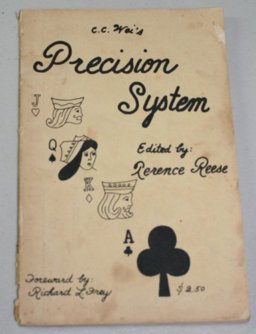 C.C. Wei's
Precision
System
J
Q
Edited by:
Rerence Reese
K
A
Foreword by:
Richard L Frey
$2.50